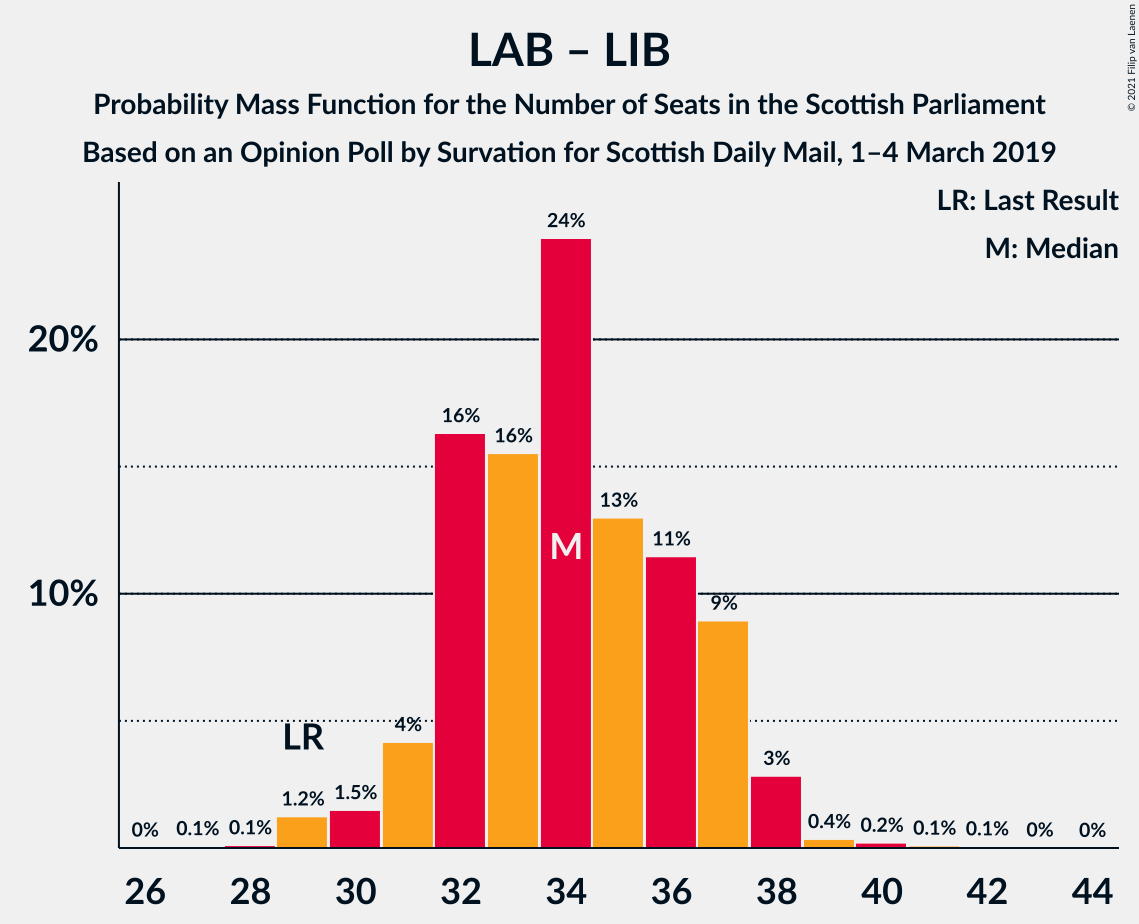 LAB – LIB
Probability Mass Function for the Number of Seats in the Scottish Parliament
Based on an Opinion Poll by Survation for Scottish Daily Mail, 1–4 March 2019
© 2021 Filip van Laenen
LR: Last Result
M: Median
24%
20%
16%
16%
13%
M
11%
10%
9%
LR
4%
3%
1.2%
1.5%
0%
0.1%
0.1%
0.4%
0.2%
0.1%
0.1%
0%
0%
26 28 30 32 34 36 38 40 42 44